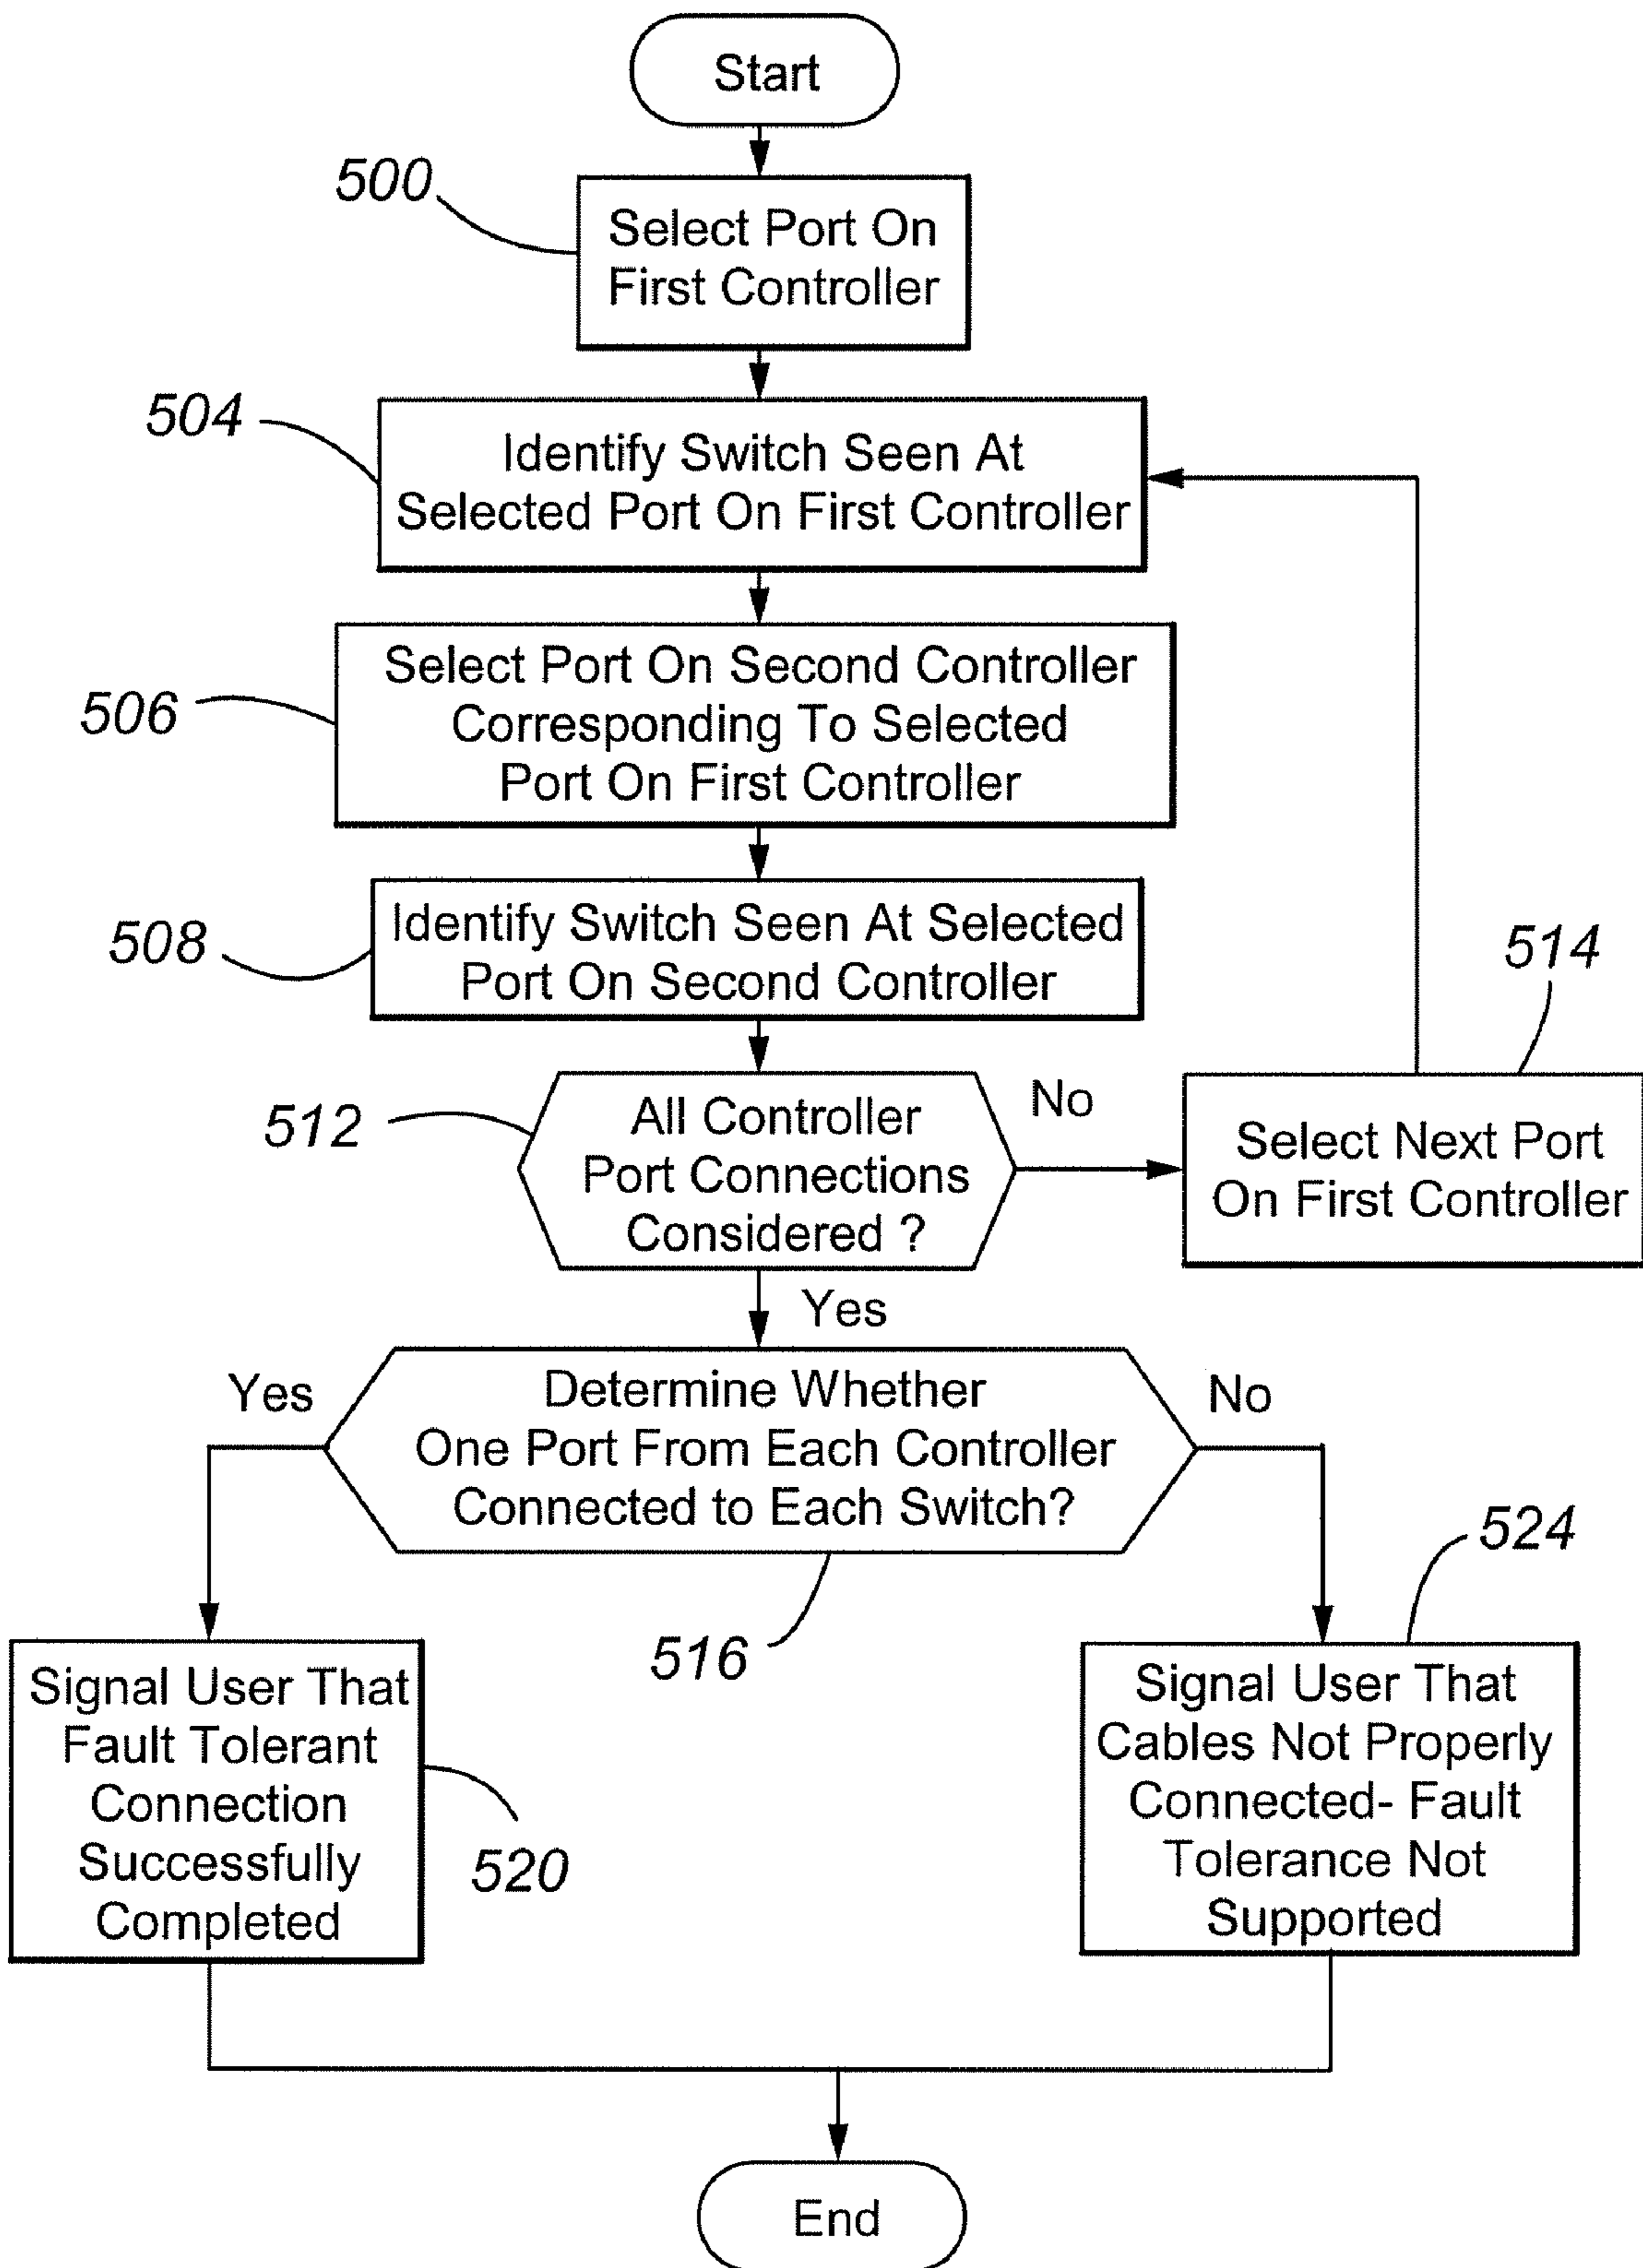 Start
500
Select Port On
First Controller
504
Identify Switch Seen At
Selected Port On First Controller
506
Select Port On Second Controller
Corresponding To Selected
Port On First Controller
508
Identify Switch Seen At Selected
Port On Second Controller
514
512
All Controller
Port Connections
Considered ?
No
Select Next Port
On First Controller
Yes
Yes
Determine Whether
One Port From Each Controller
Connected to Each Switch?
No
516
524
Signal User That
Fault Tolerant
Connection
Successfully
Completed
520
Signal User That
Cables Not Properly
Connected- Fault
Tolerance Not
Supported
End